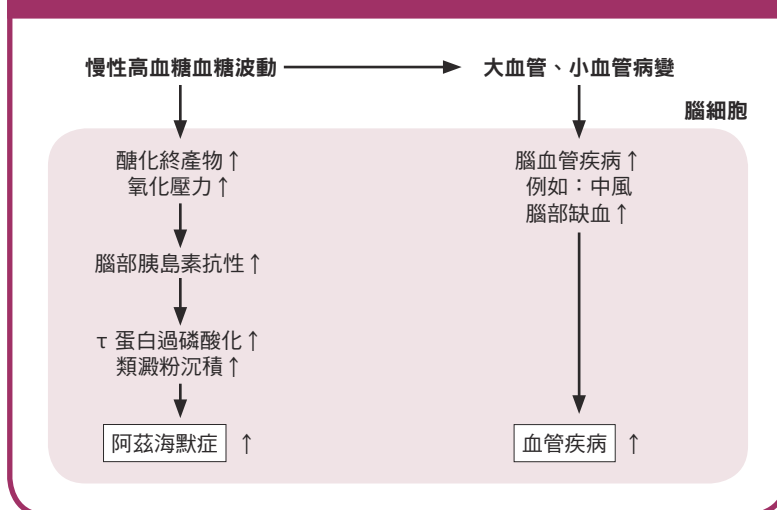 慢性高血糖血糖波動
大血管、小血管病變
腦細胞
醣化終產物↑
氧化壓力↑
腦部胰島素抗性↑
τ 蛋白過磷酸化↑
類澱粉沉積↑
阿茲海默症 ↑
腦血管疾病↑
例如：中風
腦部缺血↑
血管疾病 ↑